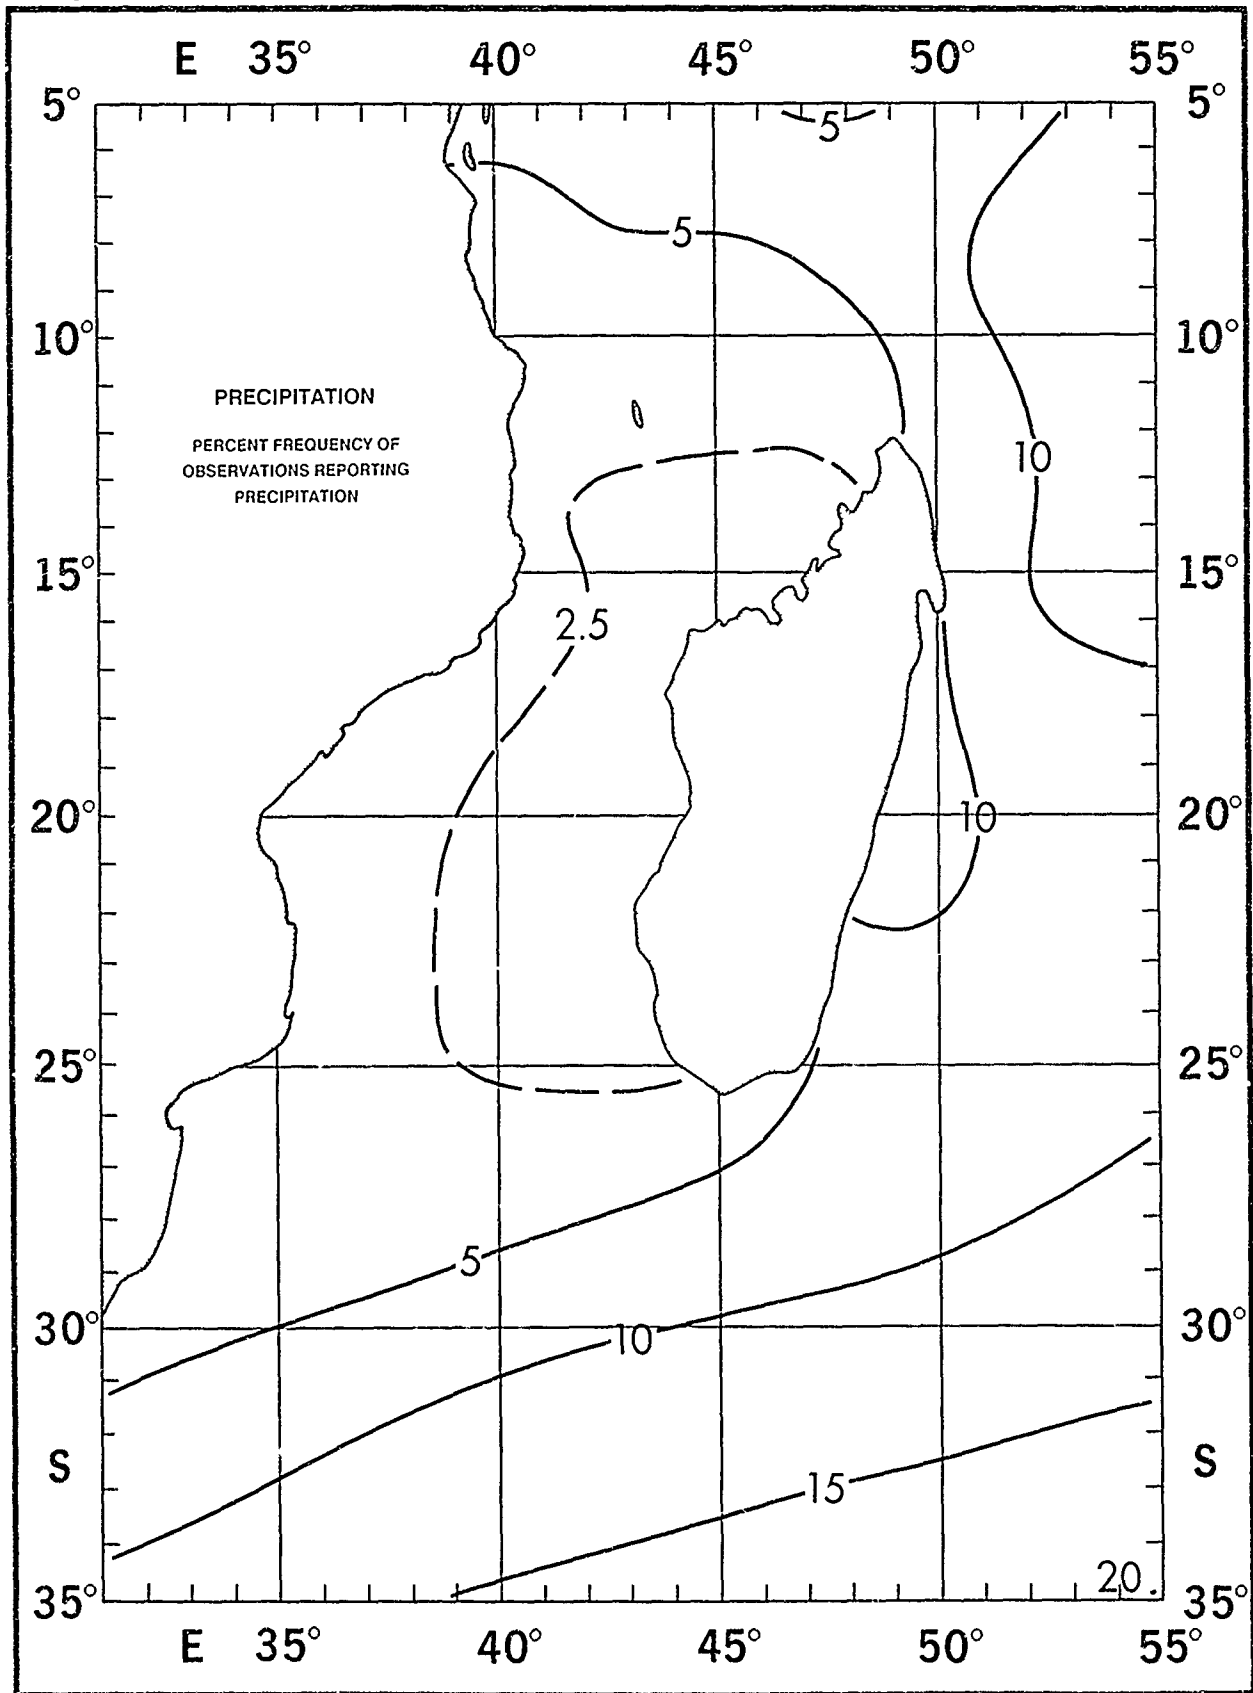 E 35° 40° 45° 50° 55°
5° 5°
5
5
10° 10°
PRECIPITATION
PERCENT FREQUENCY OF
OBSERVATIONS REPORTING
PRECIPITATION
10
15° 15°
2.5
20° 10 20°
25° 25°
5
30° 30°
10
S S
15
20.
35° 35°
E 35° 40° 45° 50° 55°